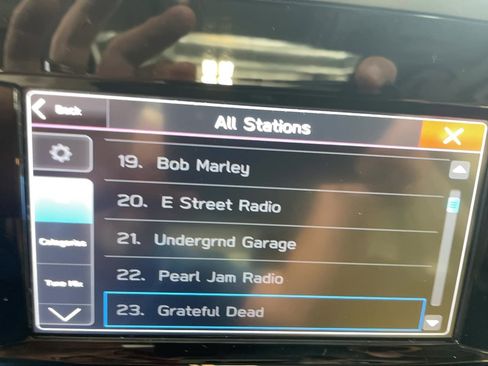 Back
All Stations
19. Bob Marley
20. E Street Radio
Categories
21. Undergrnd Garage
Tune Mix
22. Pearl Jam Radio
23. Grateful Dead